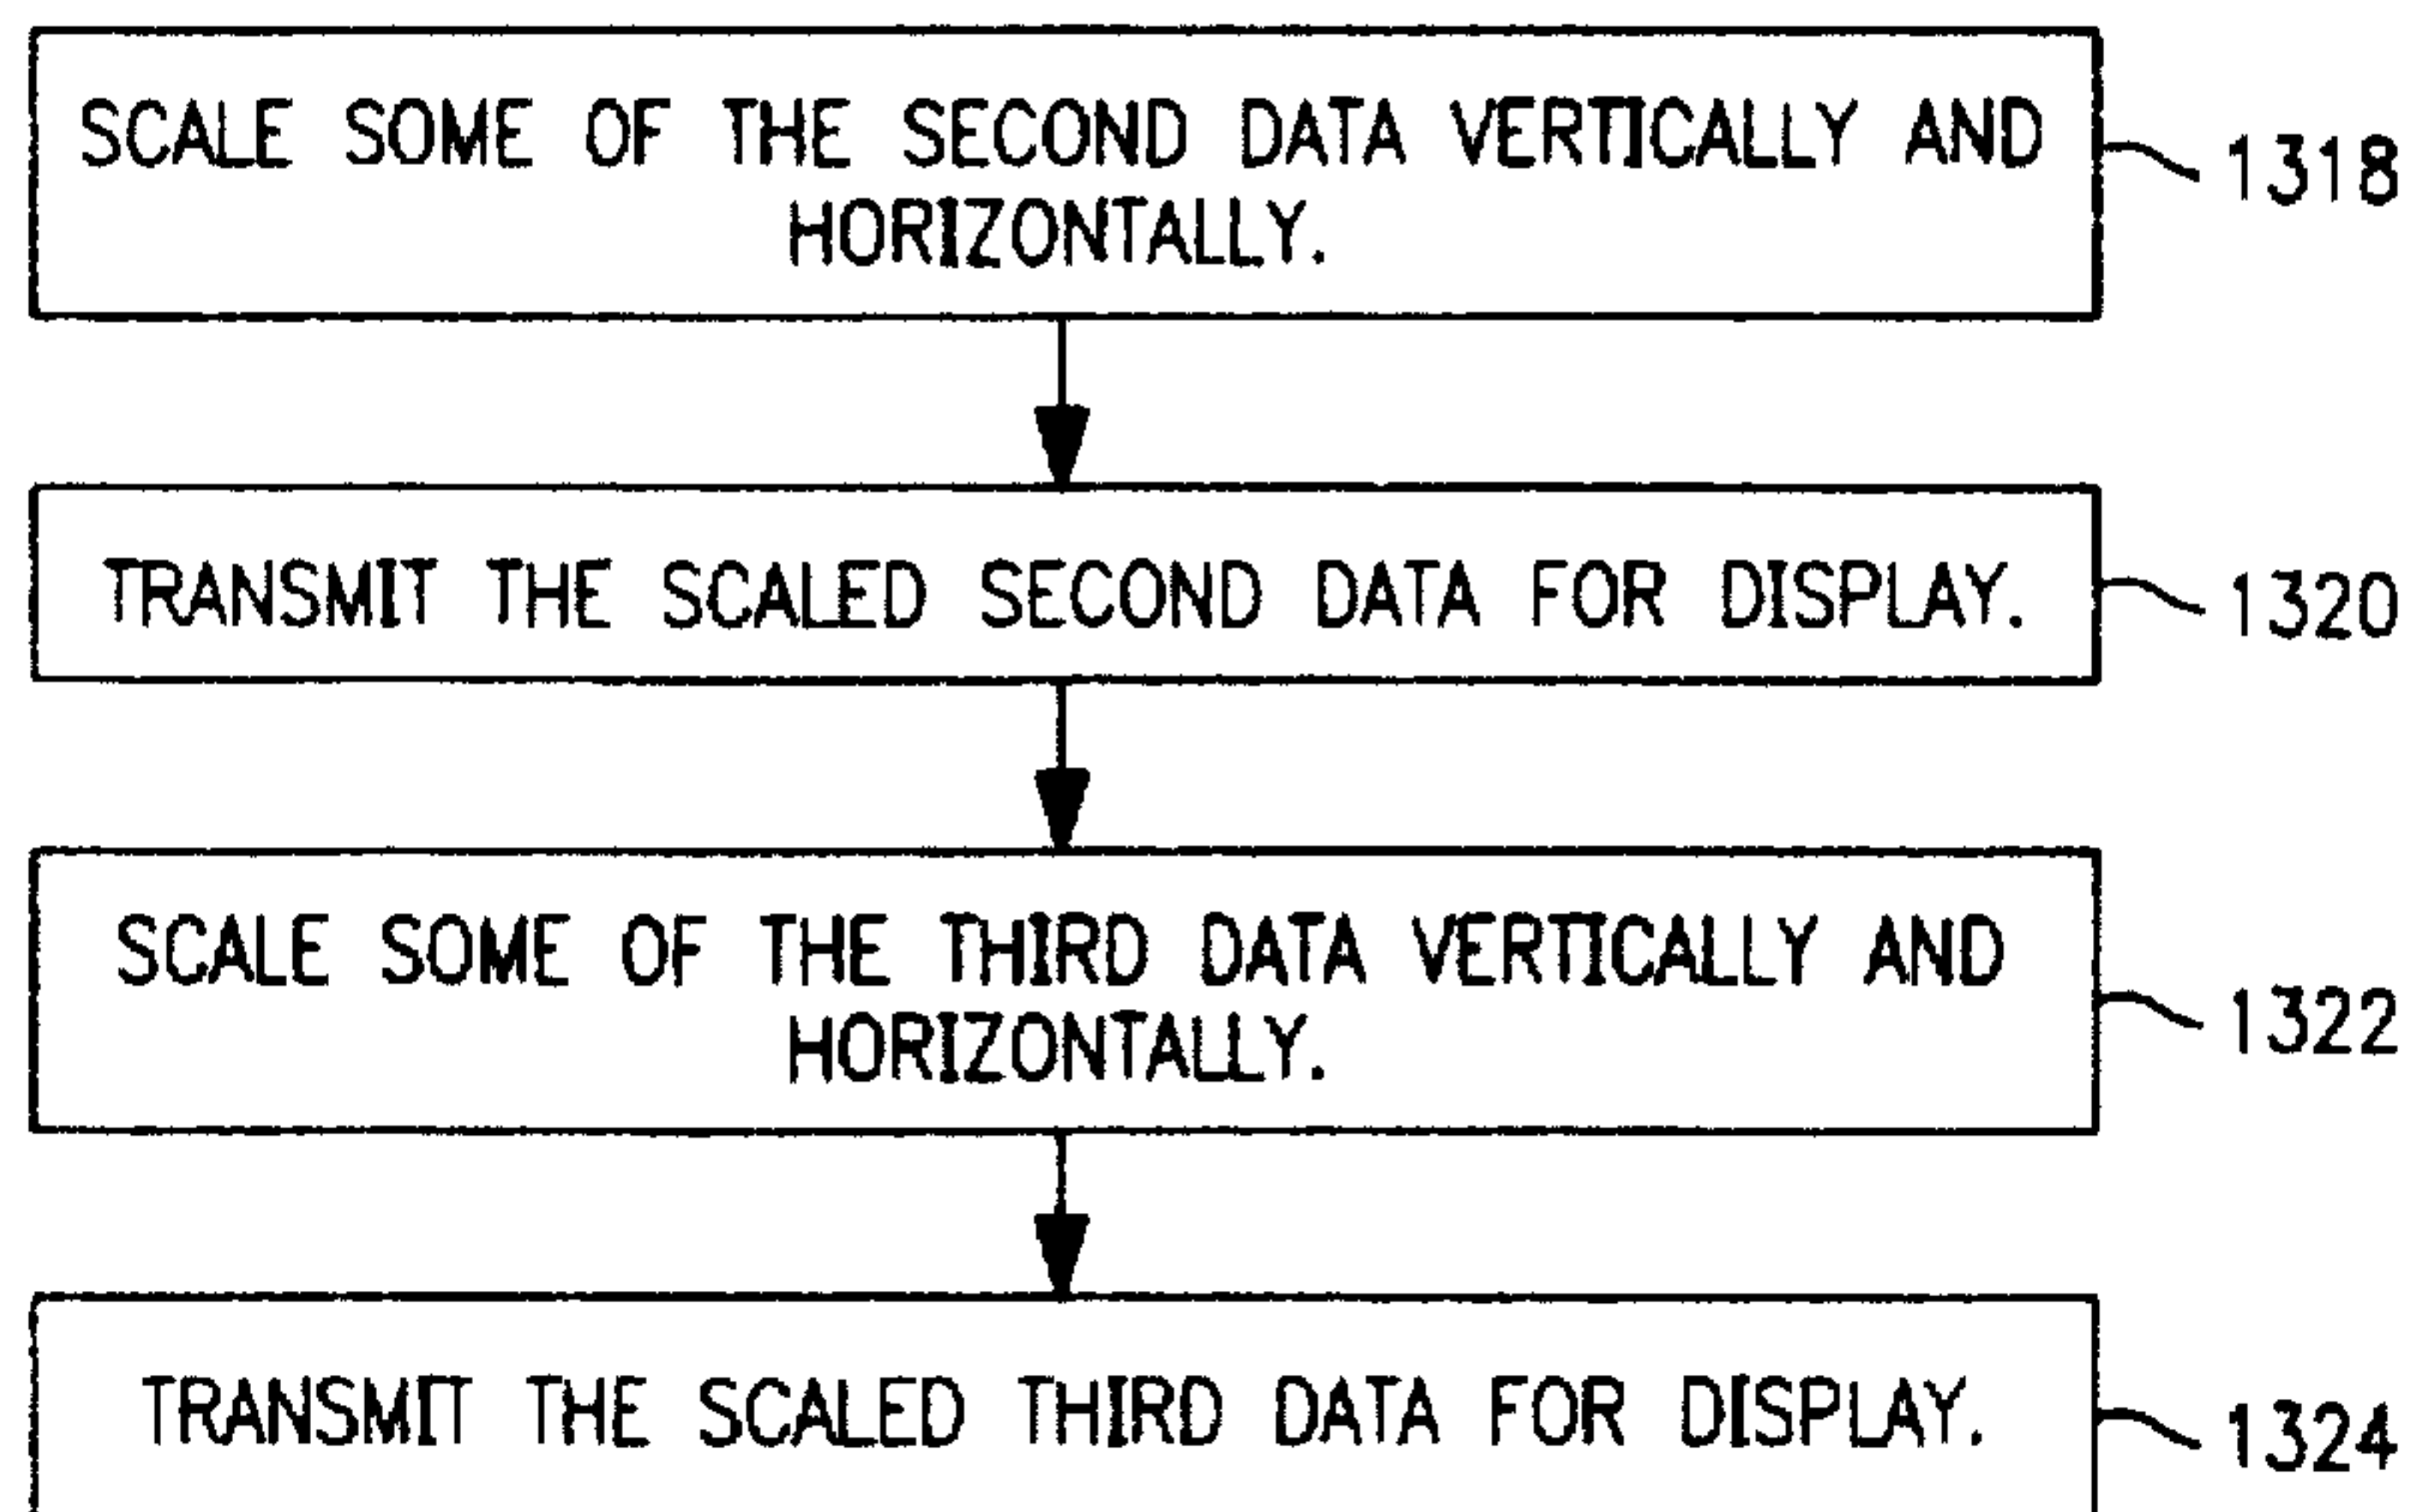 SCALE SOME OF THE SECOND DATA VERTICALLY AND
HORIZONTALLY.
1318
TRANSMIT THE SCALED SECOND DATA FOR DISPLAY.
1320
SCALE SOME OF THE THIRD DATA VERTICALLY AND
HORIZONTALLY.
1322
TRANSMIT THE SCALED THIRD DATA FOR DISPLAY.
1324